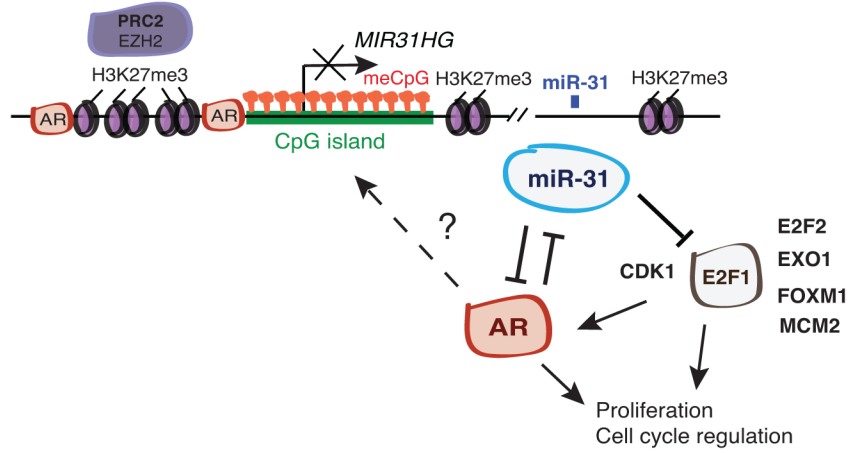 PRC2
EZH2
MIR31HG
H3K27me3
meCpG
H3K27me3
miR-31
H3K27me3
AR
AR
CpG island
miR-31
?
E2F2
CDK1
E2F1
EXO1
FOXM1
MCM2
AR
Proliferation
Cell cycle regulation